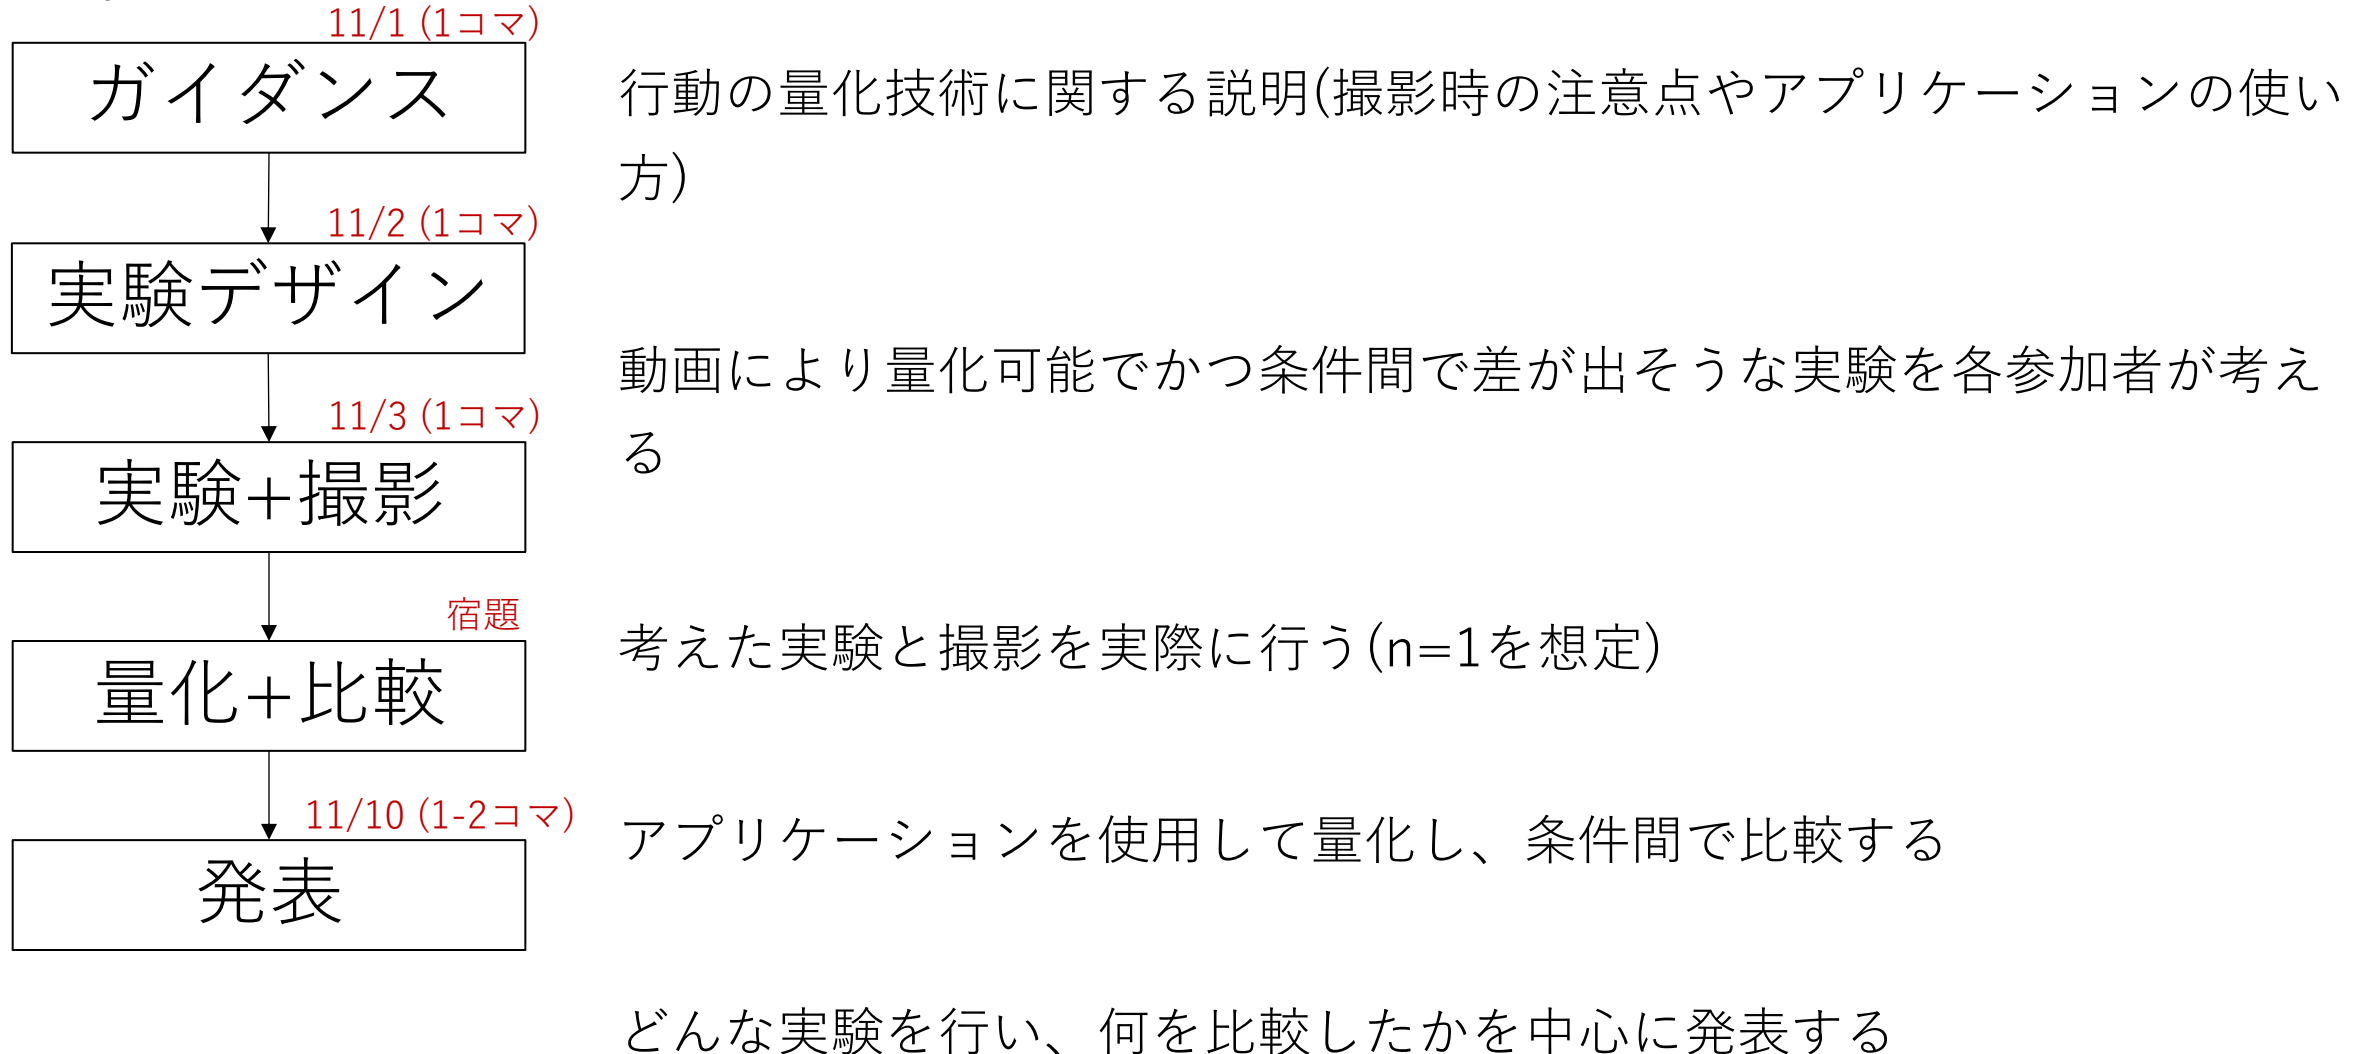 11/1 (1コマ)
ガイダンス
11/2 (1コマ)
実験デザイン
11/3 (1コマ)
実験+撮影
宿題
量化+比較
11/10 (1-2コマ)
発表
行動の量化技術に関する説明(撮影時の注意点やアプリケーションの使い
方)
動画により量化可能でかつ条件間で差が出そうな実験を各参加者が考え
る
考えた実験と撮影を実際に行う(n=1を想定)
アプリケーションを使用して量化し、条件間で比較する
どんな実験を行い、何を比較したかを中心に発表する